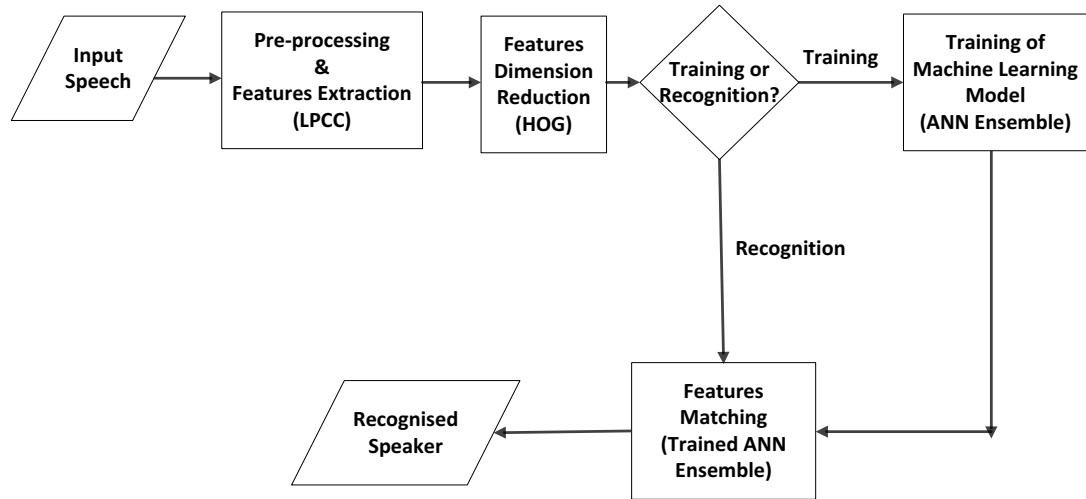 Input
Speech
Pre-processing
&
Features Extraction
(LPCC)
Features
Dimension
Reduction
(HOG)
Training or
Recognition?
Training
Training of
Machine Learning
Model
(ANN Ensemble)
Recognition
Features
Matching
(Trained ANN
Ensemble)
Recognised
Speaker